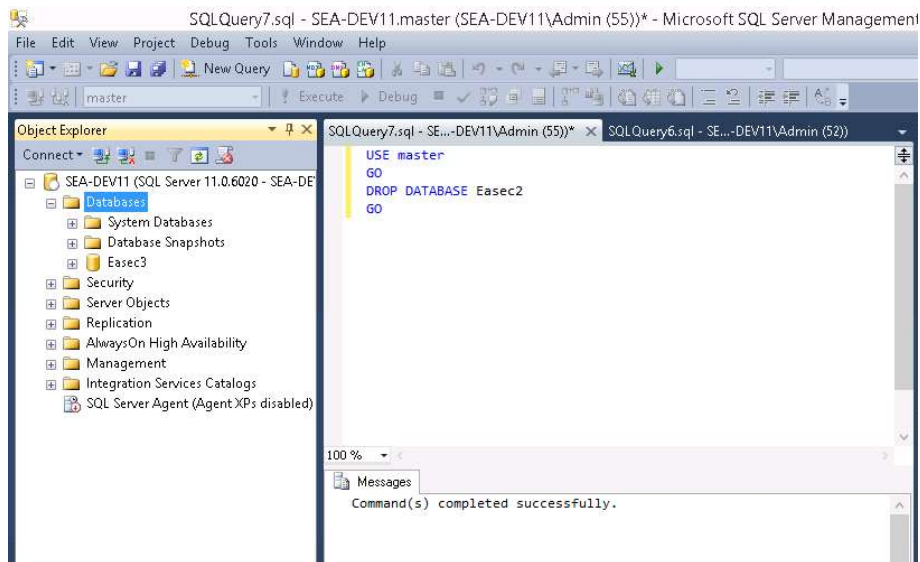 SQLQuery7.sql - SEA-DEV11.master (SEA-DEV11\Admin (55))* - Microsoft SQL Server Management
File Edit View Project Debug Tools Window Help
New Query
master Execute Debug
Object Explorer
Connect
SEA-DEV11 (SQL Server 11.0.6020 - SEA-DE
Databases
System Databases
Database Snapshots
Easec3
Security
Server Objects
Replication
AlwaysOn High Availability
Management
Integration Services Catalogs
SQL Server Agent (Agent XPs disabled)
SQLQuery7.sql - SE...-DEV11\Admin (55))* SQLQuery6.sql - SE...-DEV11\Admin (52))
USE master
GO
DROP DATABASE Easec2
GO
100 %
Messages
Command(s) completed successfully.